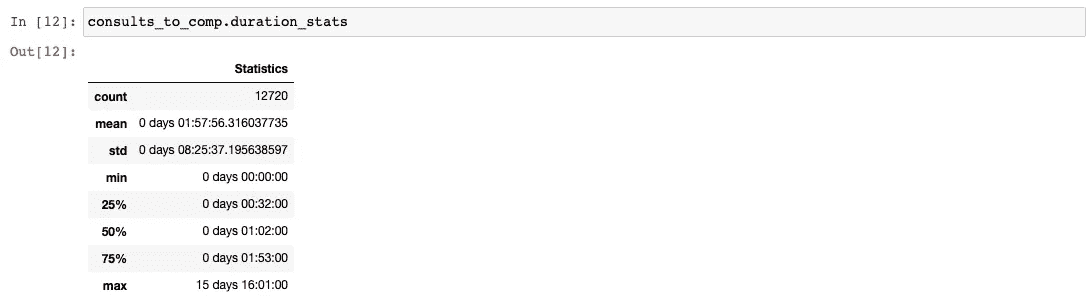 In [12]: consults_to_comp.duration_stats
Out[12]:
Statistics
count 12720
mean 0 days 01:57:56.316037735
std 0 days 08:25:37.195638597
min 0 days 00:00:00
25% 0 days 00:32:00
50% 0 days 01:02:00
75% 0 days 01:53:00
max 15 days 16:01:00